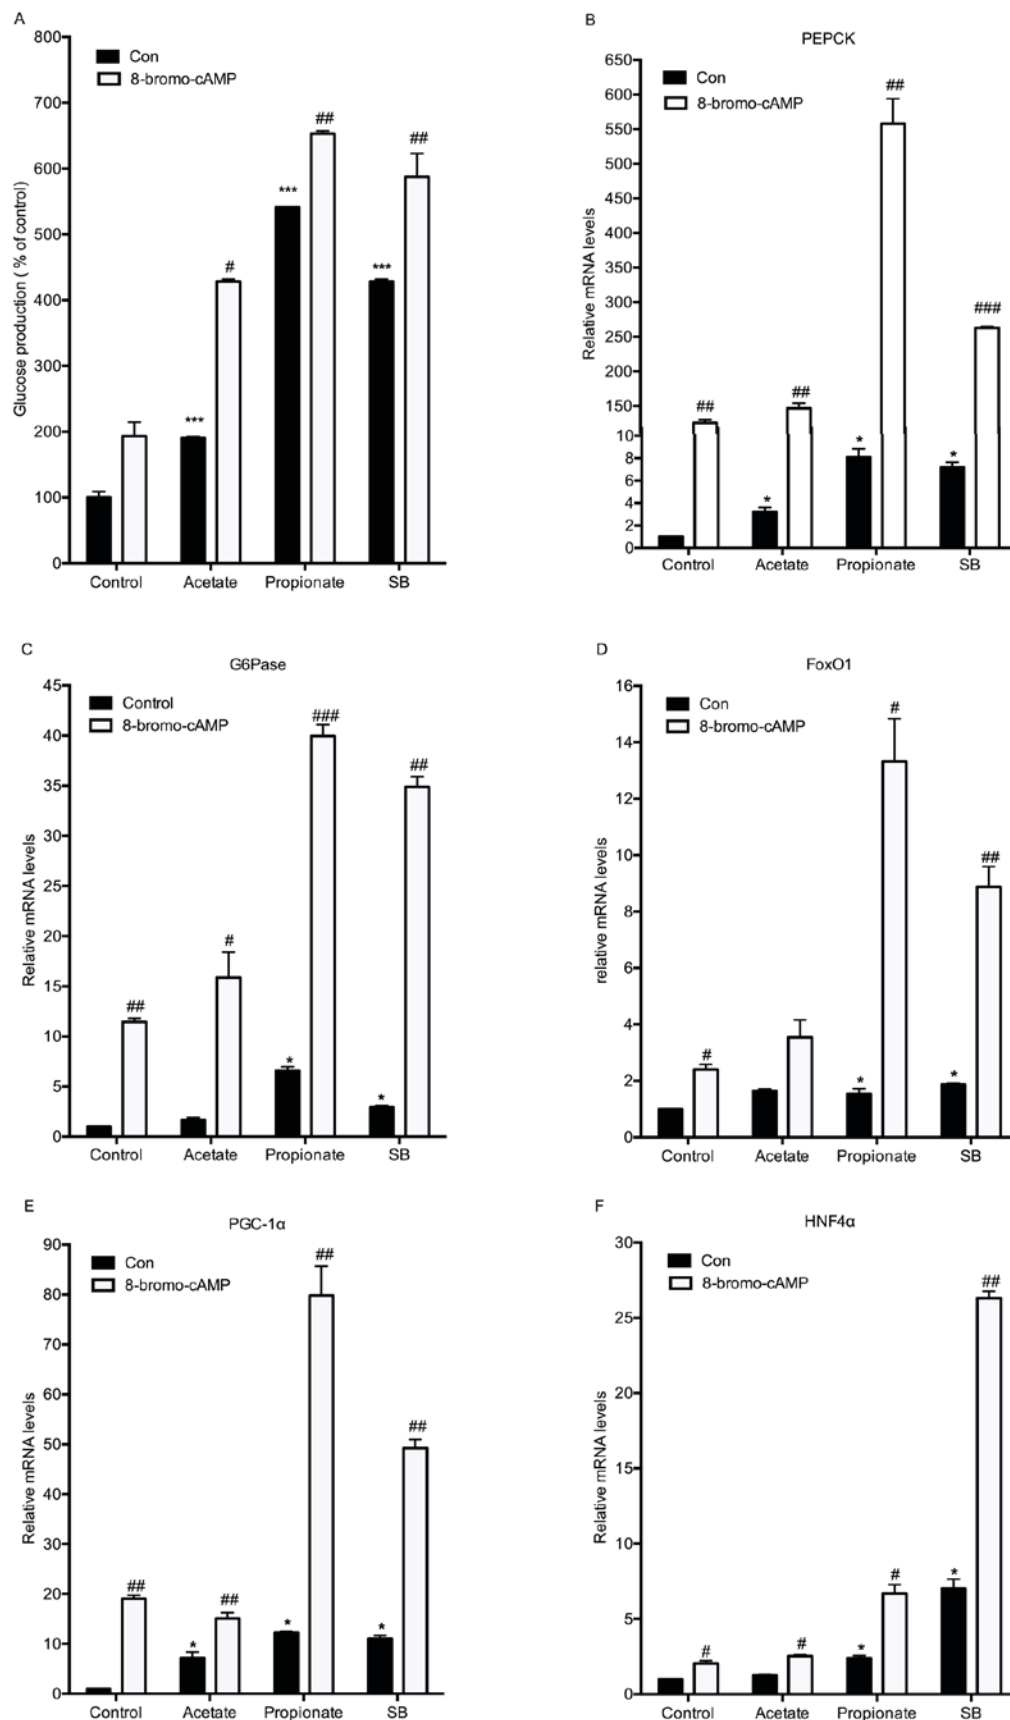 A
800
700
600
500
400
300
200
100
0
Glucose production ( % of control)
Con
8-bromo-cAMP
***
#
***
##
***
##
Control Acetate Propionate SB
B
PEPCK
650
600
550
500
450
400
350
300
250
200
150
10
8
6
4
2
0
Relative mRNA levels
Con
8-bromo-cAMP
##
*
##
*
##
*
###
Control Acetate Propionate SB
C
G6Pase
45
40
35
30
25
20
15
10
5
0
Relative mRNA levels
Control
8-bromo-cAMP
##
#
*
###
*
##
Control Acetate Propionate SB
D
FoxO1
16
14
12
10
8
6
4
2
0
relative mRNA levels
Con
8-bromo-cAMP
#
*
#
*
##
Control Acetate Propionate SB
E
PGC-1α
90
80
70
60
50
40
30
20
10
0
Relative mRNA levels
Con
8-bromo-cAMP
##
*
##
*
##
*
##
Control Acetate Propionate SB
F
HNF4α
30
25
20
15
10
5
0
Relative mRNA levels
Con
8-bromo-cAMP
#
#
*
#
*
##
Control Acetate Propionate SB